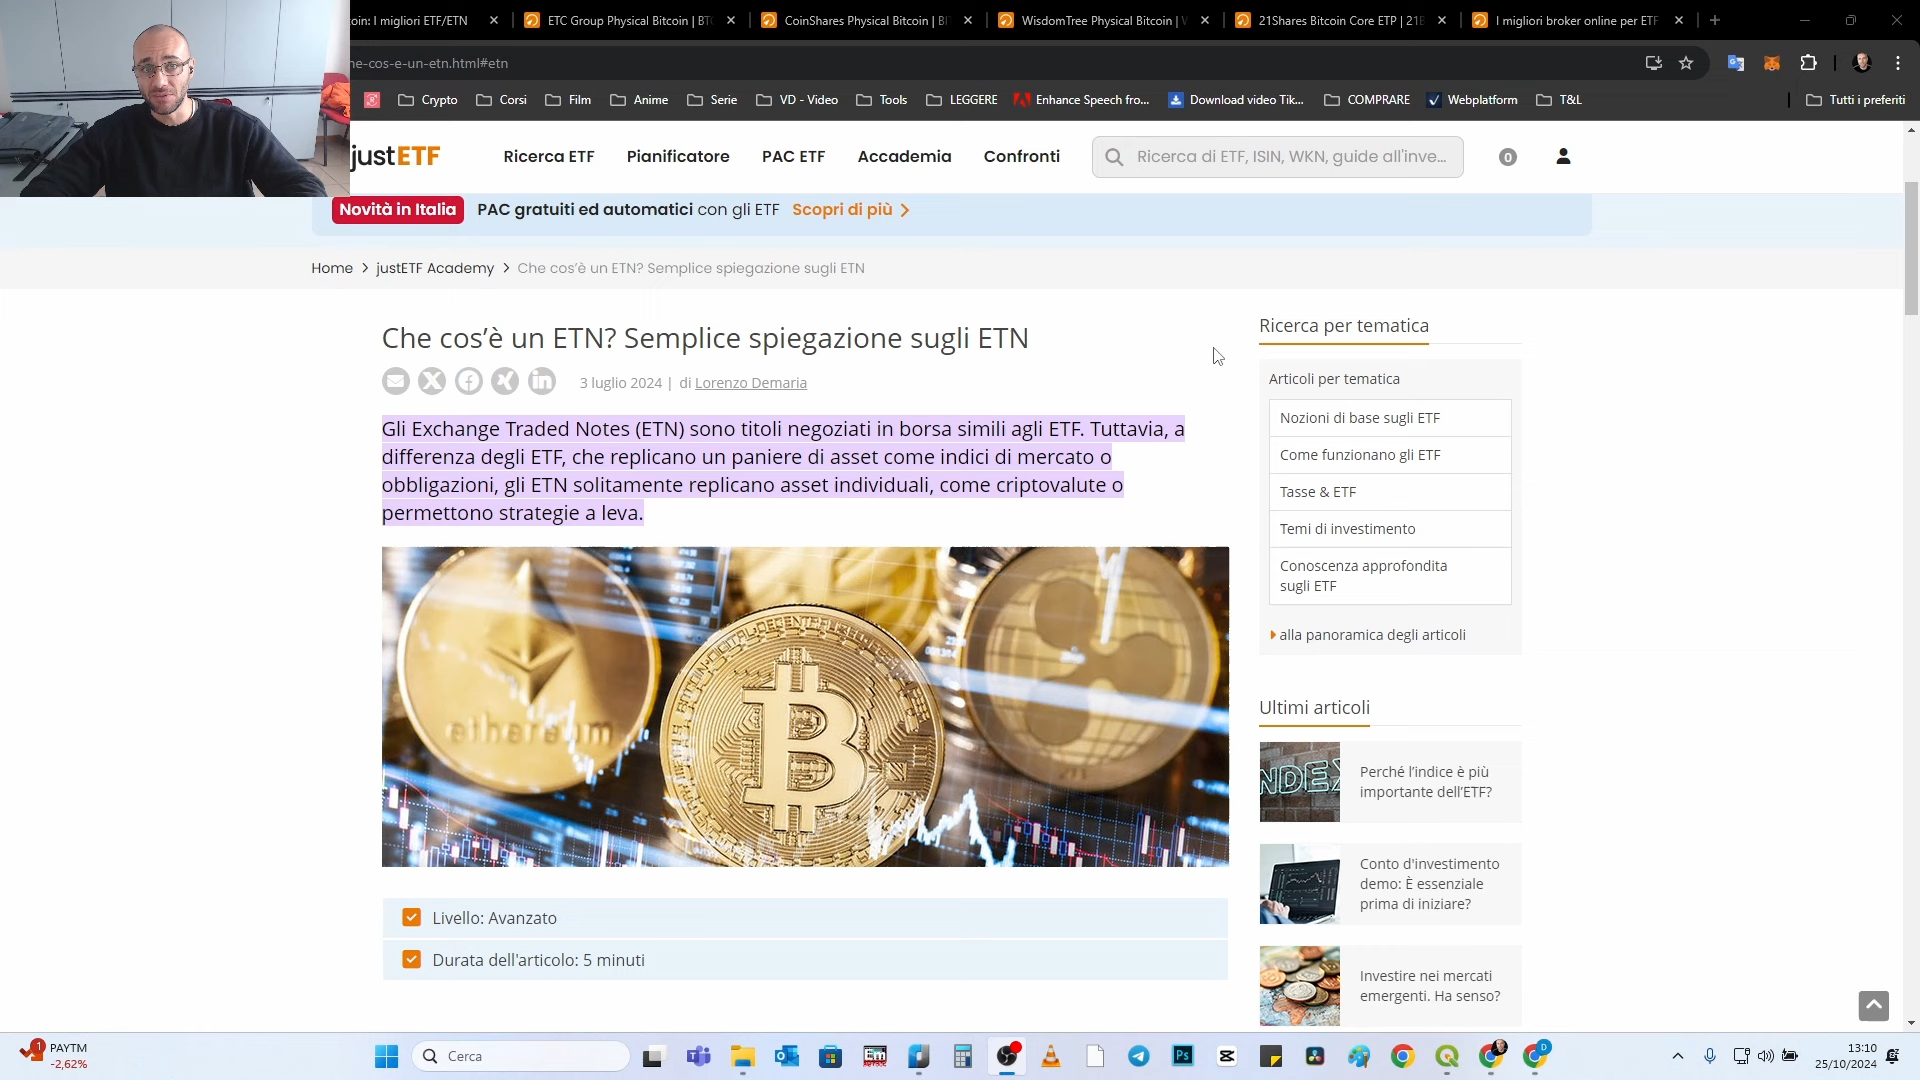 coin: I migliori ETF/ETN
ETC Group Physical Bitcoin | BTC
CoinShares Physical Bitcoin | BI
WisdomTree Physical Bitcoin | W
21Shares Bitcoin Core ETP | 21B
I migliori broker online per ETF
he-cos-e-un-etn.html#etn
Crypto
Corsi
Film
Anime
Serie
VD - Video
Tools
LEGGERE
Enhance Speech fro...
Download video Tik...
COMPRARE
Webplatform
T&L
Tutti i preferiti
justETF
Ricerca ETF
Pianificatore
PAC ETF
Accademia
Confronti
Ricerca di ETF, ISIN, WKN, guide all'inve...
0
Novità in Italia PAC gratuiti ed automatici con gli ETF Scopri di più
Home > justETF Academy > Che cos'è un ETN? Semplice spiegazione sugli ETN
Che cos’è un ETN? Semplice spiegazione sugli ETN
3 luglio 2024 | di Lorenzo Demaria
Gli Exchange Traded Notes (ETN) sono titoli negoziati in borsa simili agli ETF. Tuttavia, a
differenza degli ETF, che replicano un paniere di asset come indici di mercato o
obbligazioni, gli ETN solitamente replicano asset individuali, come criptovalute o
permettono strategie a leva.
ethereum
Livello: Avanzato
Durata dell'articolo: 5 minuti
Ricerca per tematica
Articoli per tematica
Nozioni di base sugli ETF
Come funzionano gli ETF
Tasse & ETF
Temi di investimento
Conoscenza approfondita
sugli ETF
alla panoramica degli articoli
Ultimi articoli
INDEX
Perché l’indice è più
importante dell’ETF?
Conto d'investimento
demo: È essenziale
prima di iniziare?
Investire nei mercati
emergenti. Ha senso?
1
PAYTM
-2,62%
Cerca
Ps
D
13:10
25/10/2024